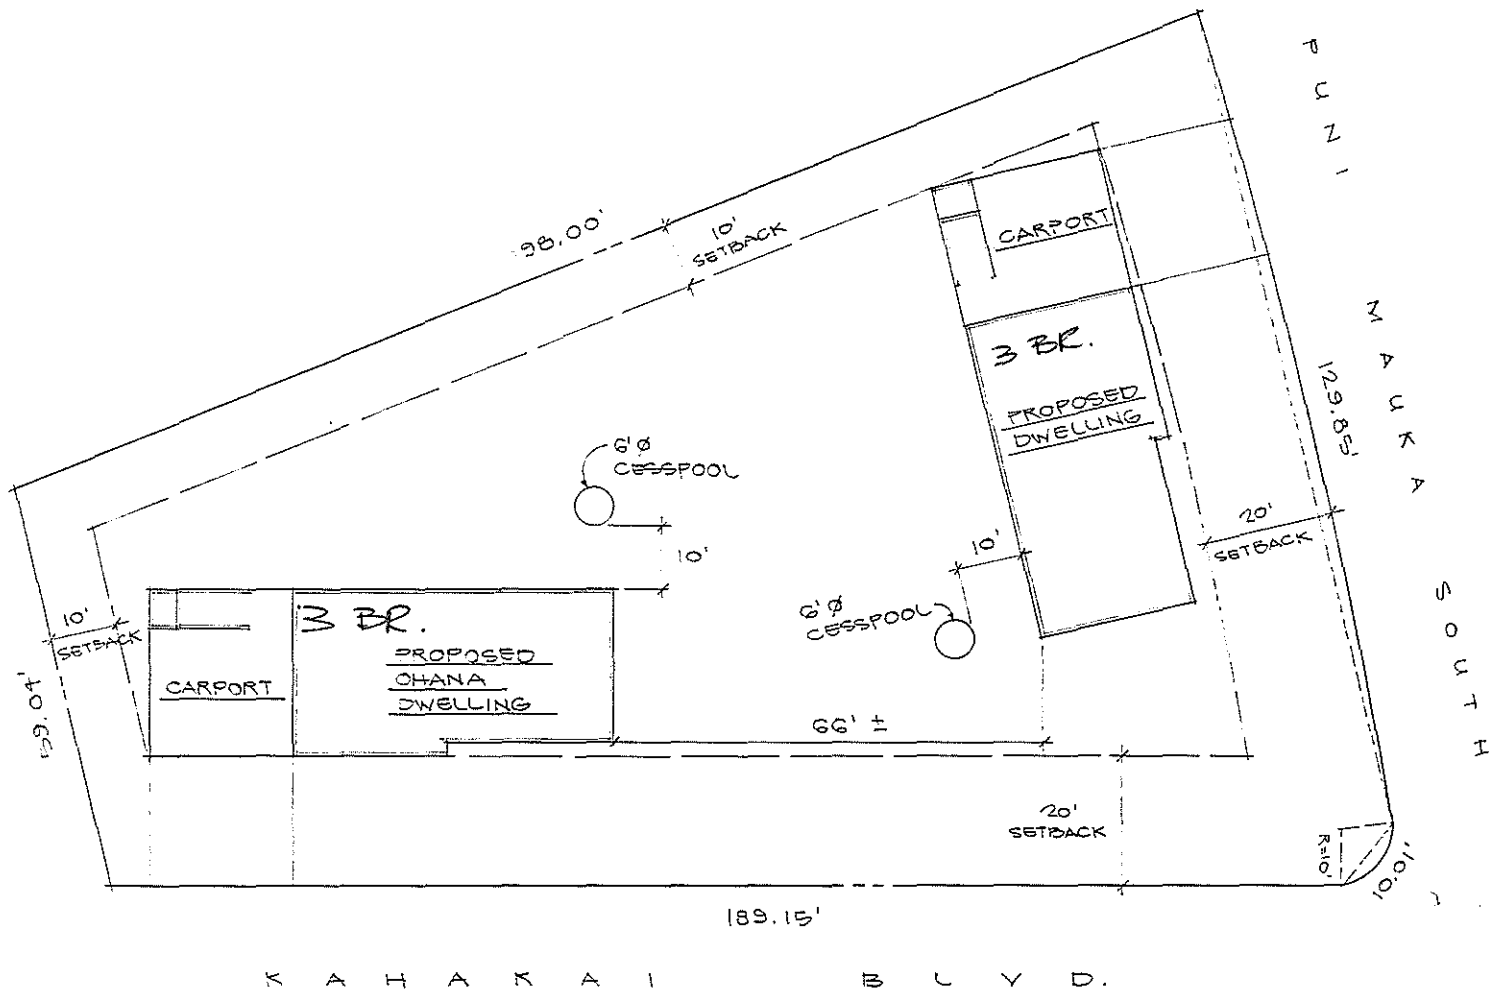 98.00'
10'
SETBACK
PUNI MAUKA SOUTH
CARPORT
3 BR.
PROPOSED
DWELLING
129.85'
20'
SETBACK
6'Ø
CESSPOOL
10'
10'
6'Ø
CESSPOOL
10'
SETBACK
3 BR.
PROPOSED
OHANA
DWELLING
CARPORT
66' ±
20'
SETBACK
R=10'
10.01'
189.15'
KAHAKAI BLVD.